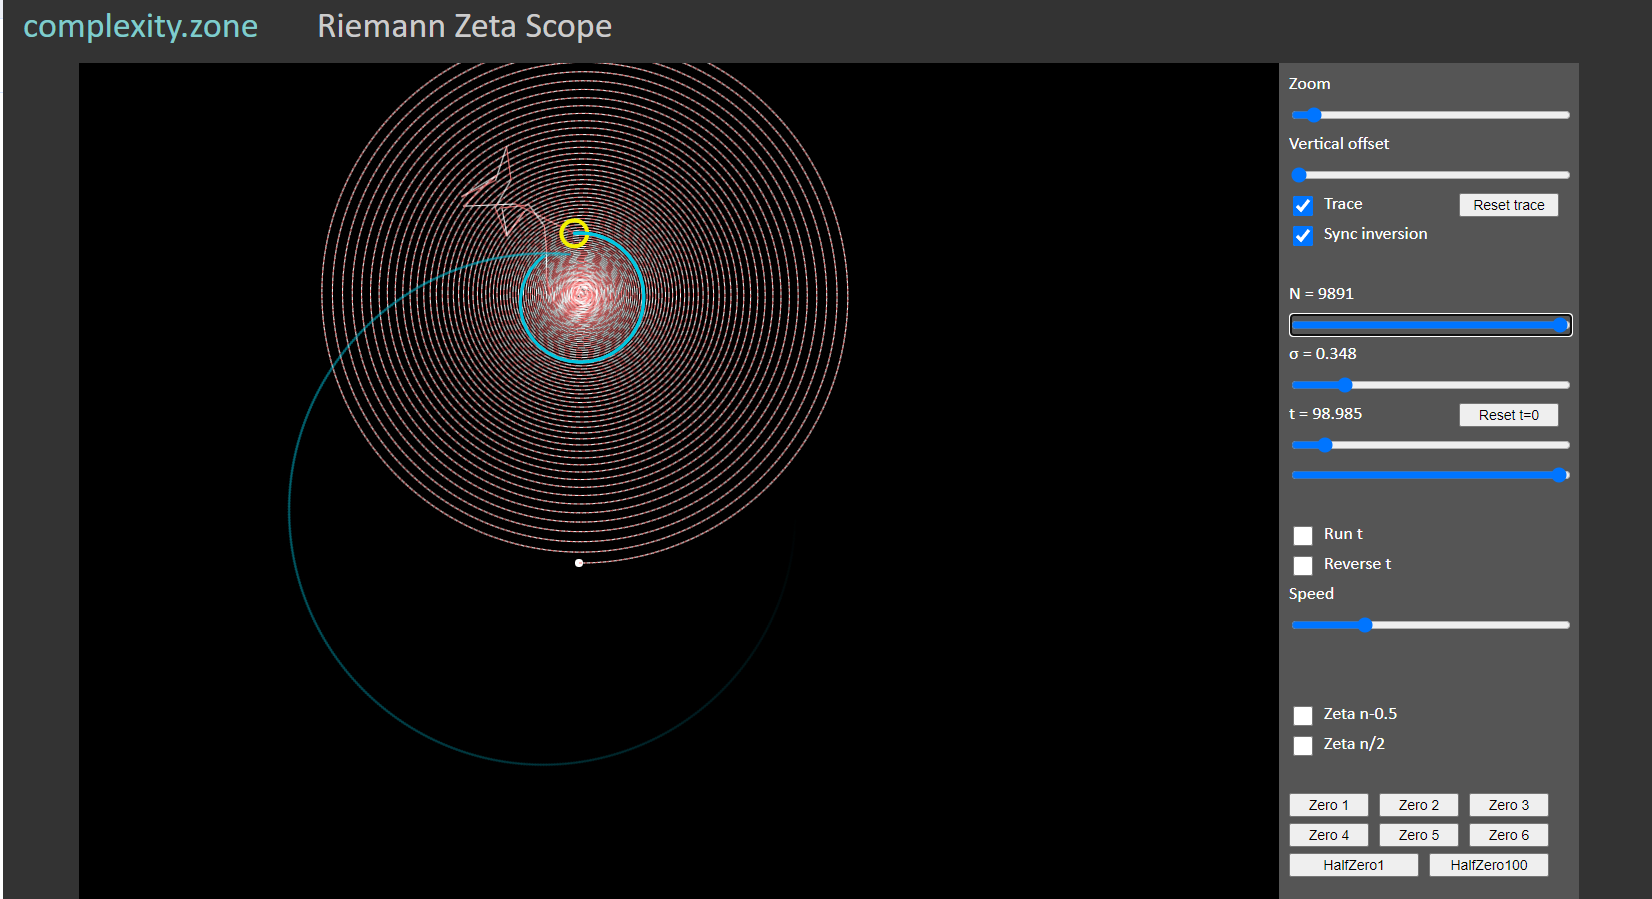 complexity.zone Riemann Zeta Scope
Zoom
Vertical offset
Trace Reset trace
Sync inversion
N = 9891
σ = 0.348
t = 98.985 Reset t=0
Run t
Reverse t
Speed
Zeta n-0.5
Zeta n/2
Zero 1 Zero 2 Zero 3
Zero 4 Zero 5 Zero 6
HalfZero1 HalfZero100